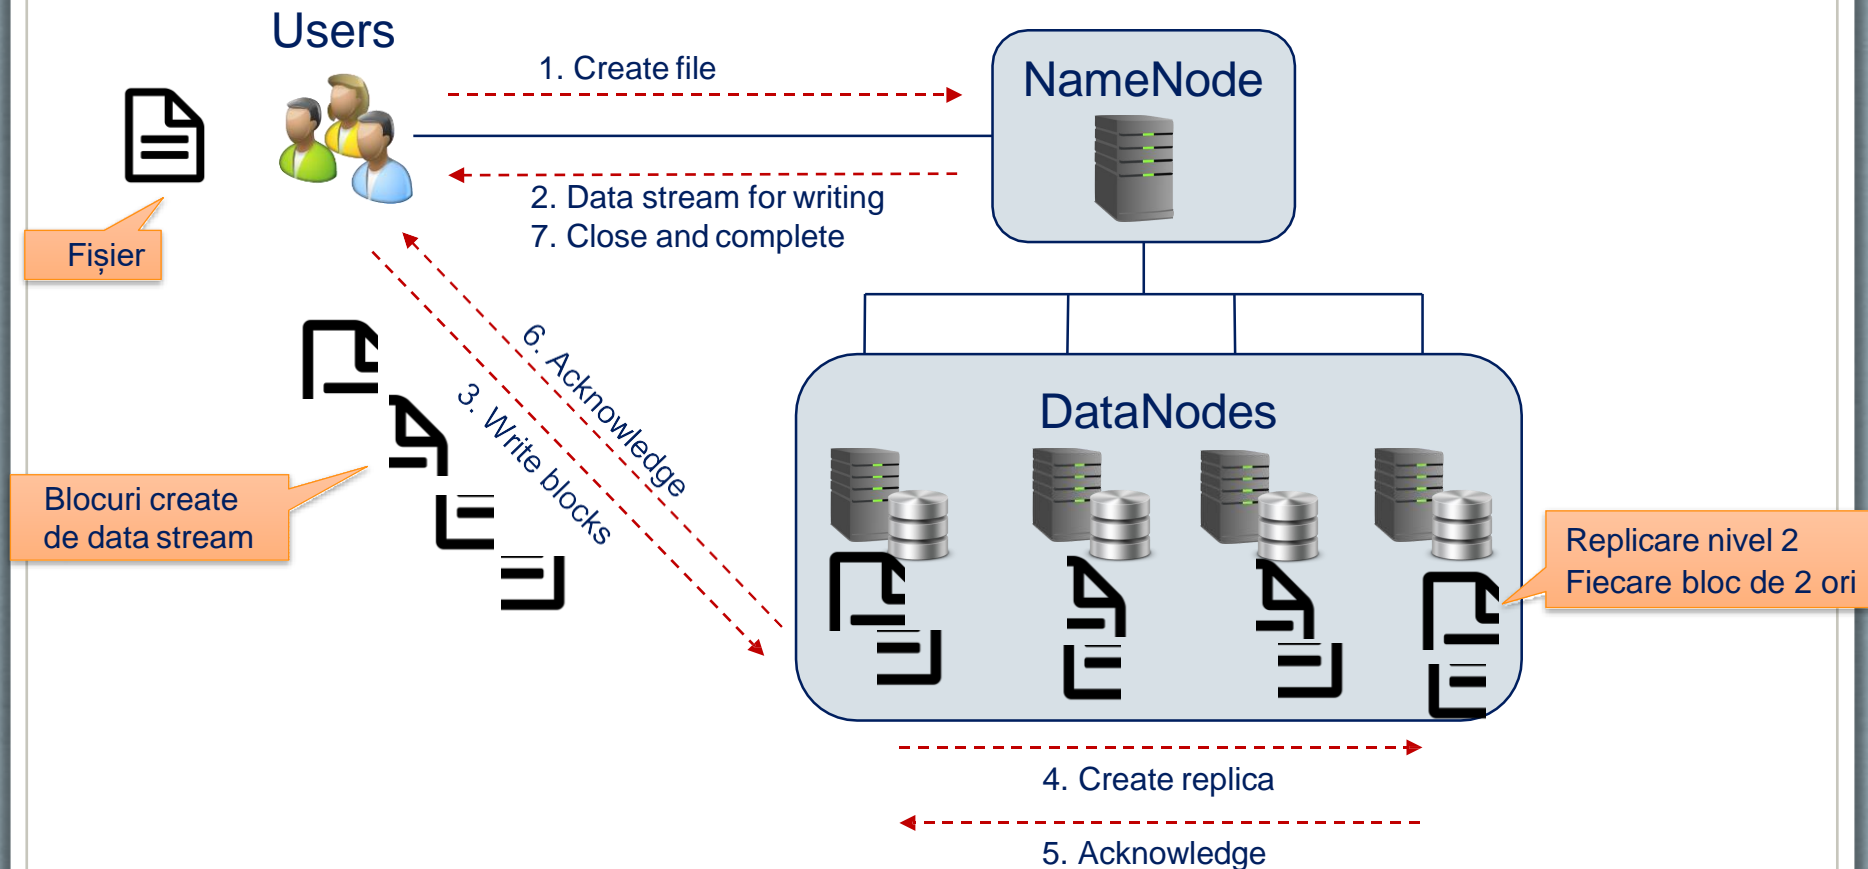 Users
1. Create file
NameNode
2. Data stream for writing
7. Close and complete
Fișier
6. Acknowledge
3. Write blocks
DataNodes
Blocuri create
de data stream
Replicare nivel 2
Fiecare bloc de 2 ori
4. Create replica
5. Acknowledge